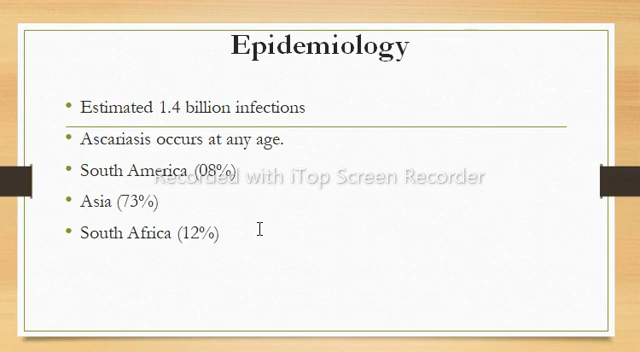 Epidemiology
• Estimated 1.4 billion infections
• Ascariasis occurs at any age.
• South America (08%)
Recorded with iTop Screen Recorder
• Asia (73%)
• South Africa (12%)